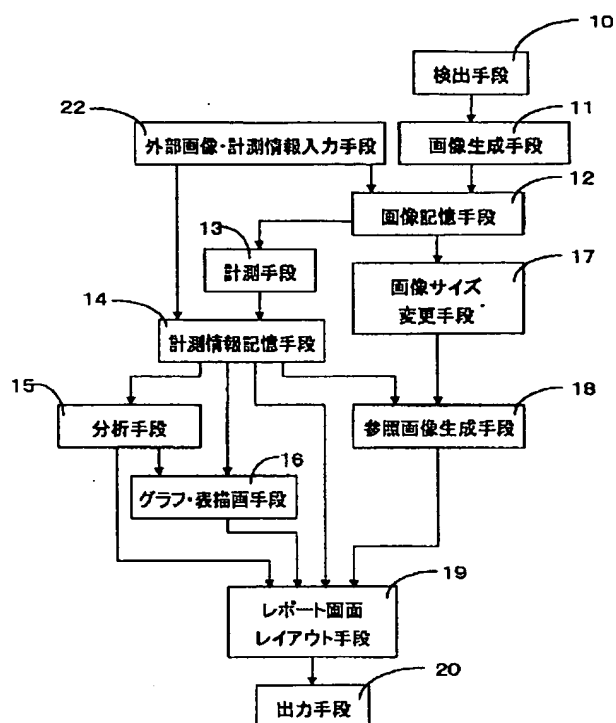 10
検出手段
22
11
外部画像・計測情報入力手段
画像生成手段
12
画像記憶手段
13
計測手段
17
画像サイズ
変更手段
14
計測情報記憶手段
15
分析手段
18
参照画像生成手段
16
グラフ・表描画手段
19
レポート画面
レイアウト手段
20
出力手段